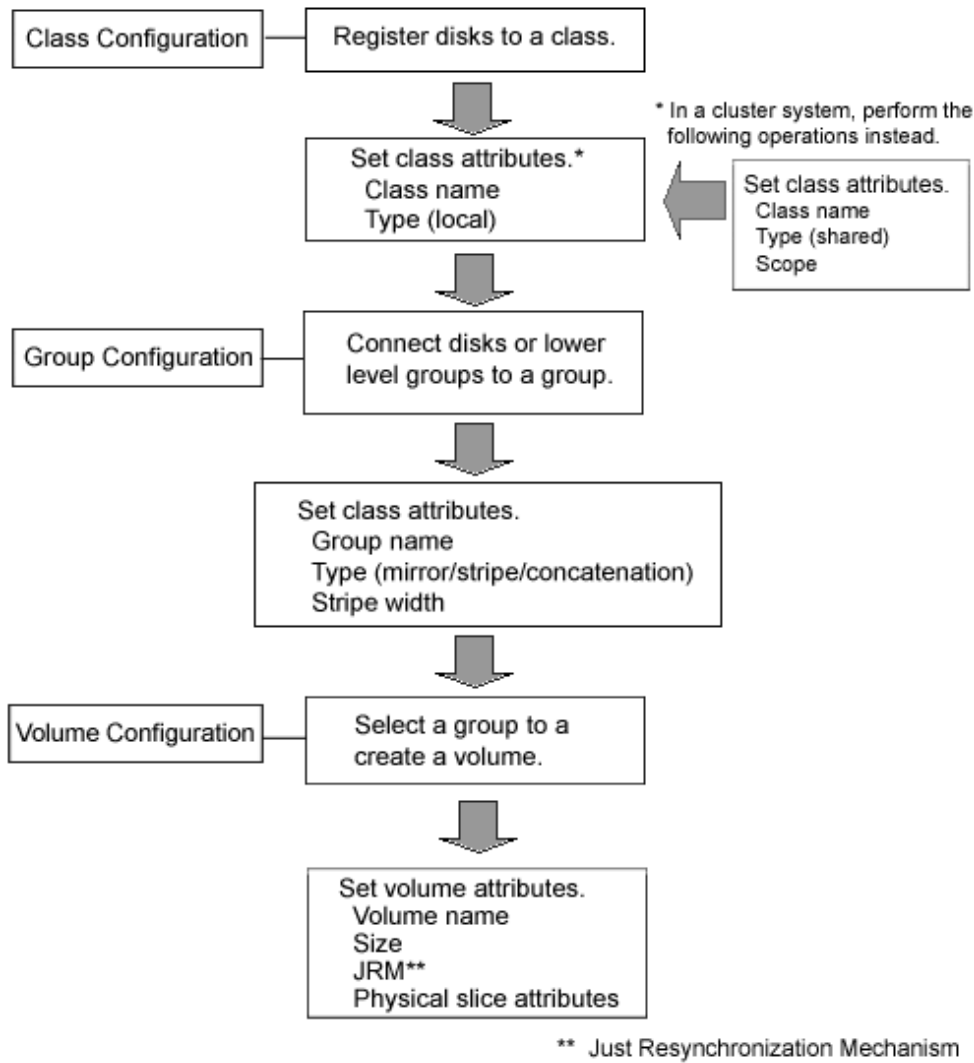 Class Configuration
Register disks to a class.
* In a cluster system, perform the
following operations instead.
Set class attributes.*
Class name
Type (local)
Set class attributes.
Class name
Type (shared)
Scope
Group Configuration
Connect disks or lower
level groups to a group.
Set class attributes.
Group name
Type (mirror/stripe/concatenation)
Stripe width
Volume Configuration
Select a group to a
create a volume.
Set volume attributes.
Volume name
Size
JRM**
Physical slice attributes
** Just Resynchronization Mechanism